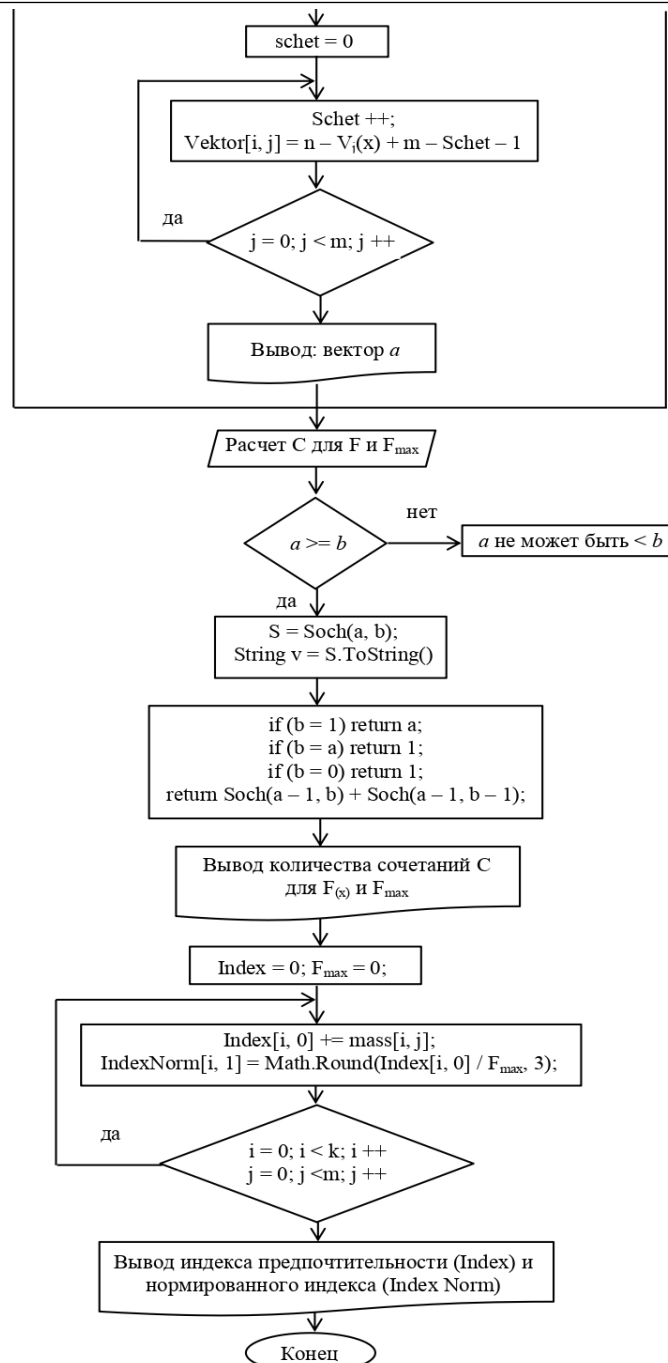 schet = 0
Schet ++;
Vektor[i, j] = n – Vⱼ(x) + m – Schet – 1
да
j = 0; j < m; j ++
Вывод: вектор a
Расчет С для F и Fmax
нет
a >= b
a не может быть < b
да
S = Soch(a, b);
String v = S.ToString()
if (b = 1) return a;
if (b = a) return 1;
if (b = 0) return 1;
return Soch(a – 1, b) + Soch(a – 1, b – 1);
Вывод количества сочетаний С
для F(x) и Fmax
Index = 0; Fmax = 0;
Index[i, 0] += mass[i, j];
IndexNorm[i, 1] = Math.Round(Index[i, 0] / Fmax, 3);
да
i = 0; i < k; i ++
j = 0; j <m; j ++
Вывод индекса предпочтительности (Index) и
нормированного индекса (Index Norm)
Конец